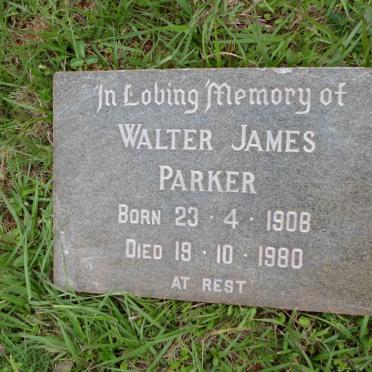 In Loving Memory of
WALTER JAMES
PARKER
BORN 23 · 4 · 1908
DIED 19 · 10 · 1980
AT REST